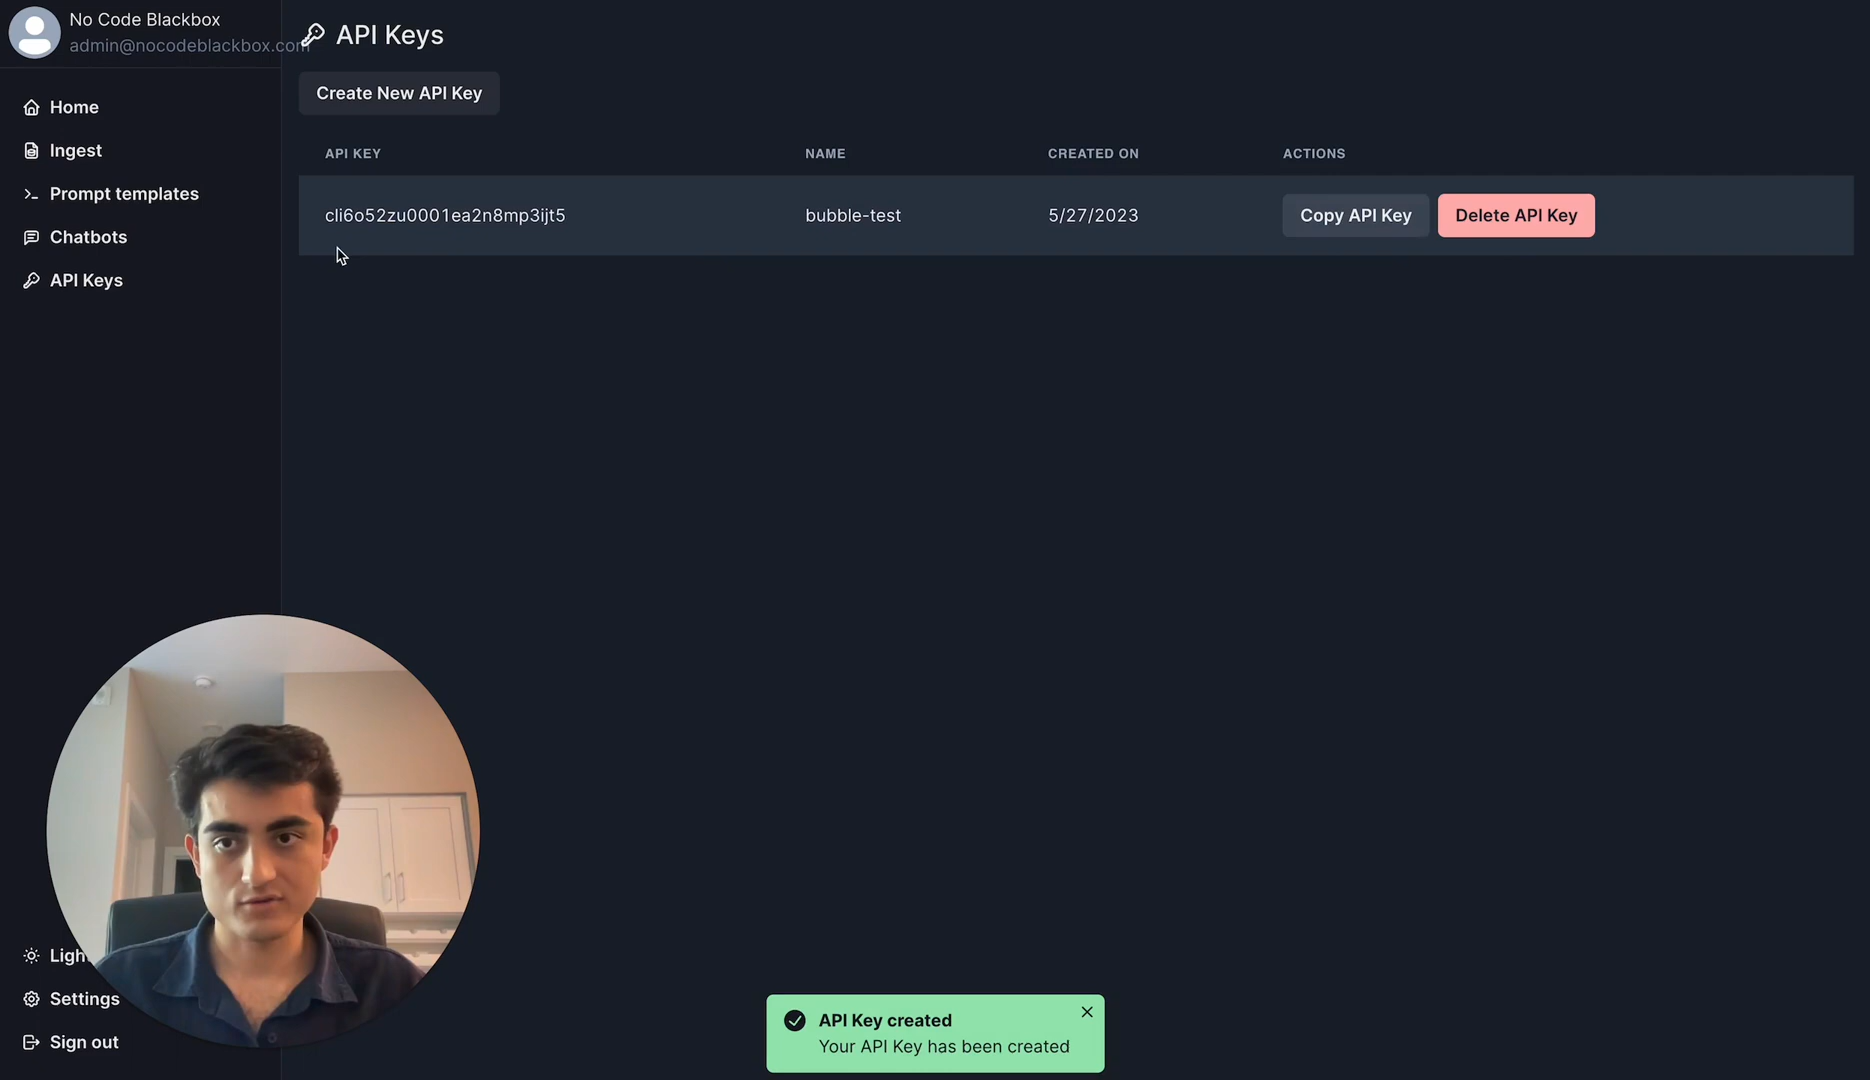 No Code Blackbox
admin@nocodeblackbox.com
Home
Ingest
Prompt templates
Chatbots
API Keys
Ligh
Settings
Sign out
API Keys
Create New API Key
API KEY NAME CREATED ON ACTIONS
cli6o52zu0001ea2n8mp3ijt5 bubble-test 5/27/2023 Copy API Key Delete API Key
API Key created
Your API Key has been created